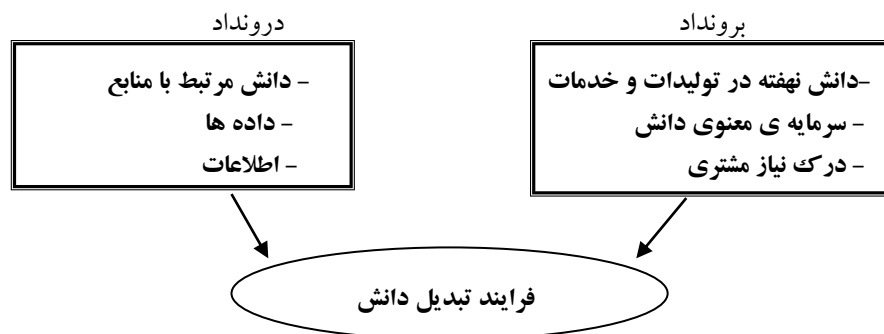 برونداد
-دانش نهفته در تولیدات و خدمات
- سرمایه ی معنوی دانش
- درک نیاز مشتری
درونداد
- دانش مرتبط با منابع
- داده ها
- اطلاعات
فرایند تبدیل دانش